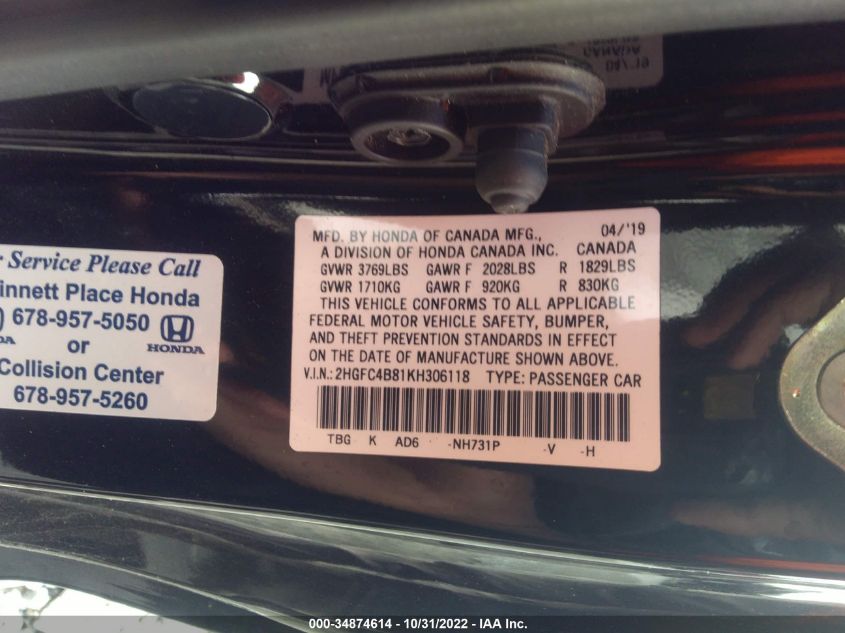 04/'19
MFD. BY HONDA OF CANADA MFG.,
A DIVISION OF HONDA CANADA INC. CANADA
GVWR 3769LBS GAWR F 2028LBS R 1829LBS
GVWR 1710KG GAWR F 920KG R 830KG
THIS VEHICLE CONFORMS TO ALL APPLICABLE
FEDERAL MOTOR VEHICLE SAFETY, BUMPER,
AND THEFT PREVENTION STANDARDS IN EFFECT
ON THE DATE OF MANUFACTURE SHOWN ABOVE.
V.I.N.:2HGFC4B81KH306118 TYPE: PASSENGER CAR
TBG K AD6 -NH731P -V -H
Service Please Call
Place Honda
) 678-957-5050
HONDA
or
Collision Center
678-957-5260
000-34874614 - 10/31/2022 - IAA Inc.